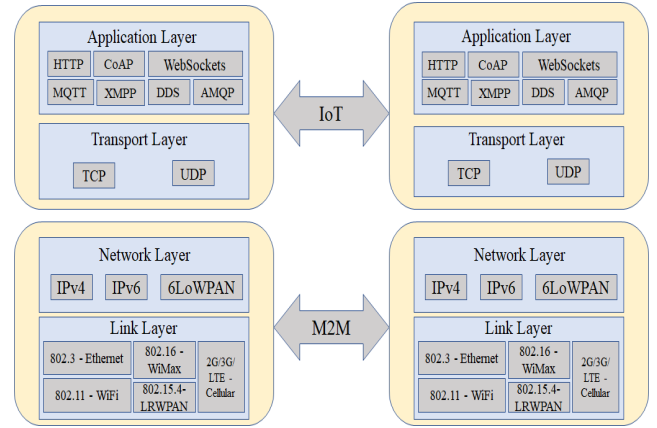 Application Layer
HTTP CoAP WebSockets
MQTT XMPP DDS AMQP
Transport Layer
TCP UDP
IoT
Application Layer
HTTP CoAP WebSockets
MQTT XMPP DDS AMQP
Transport Layer
TCP UDP
Network Layer
IPv4 IPv6 6LoWPAN
Link Layer
802.3 - Ethernet
802.16 -
WiMax
2G/3G/
LTE -
Cellular
802.11 - WiFi
802.15.4-
LRWPAN
M2M
Network Layer
IPv4 IPv6 6LoWPAN
Link Layer
802.3 - Ethernet
802.16 -
WiMax
2G/3G/
LTE -
Cellular
802.11 - WiFi
802.15.4-
LRWPAN